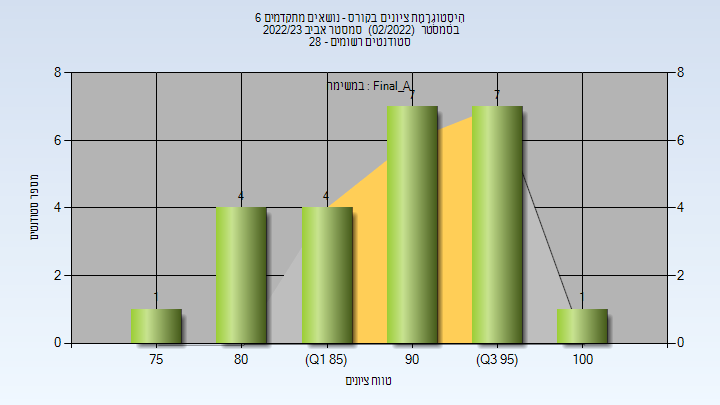 היסטוגרמת ציונים בקורס - נושאים מתקדמים 6
בסמסטר (02/2022) סמסטר אביב 2022/23
סטודנטים רשומים - 28
במשימה : Final_A
8
6
4
2
0
8
6
4
2
0
מספר סטודנטים
1
4
4
7
7
1
75
80
(Q1 85)
90
(Q3 95)
100
טווח ציונים